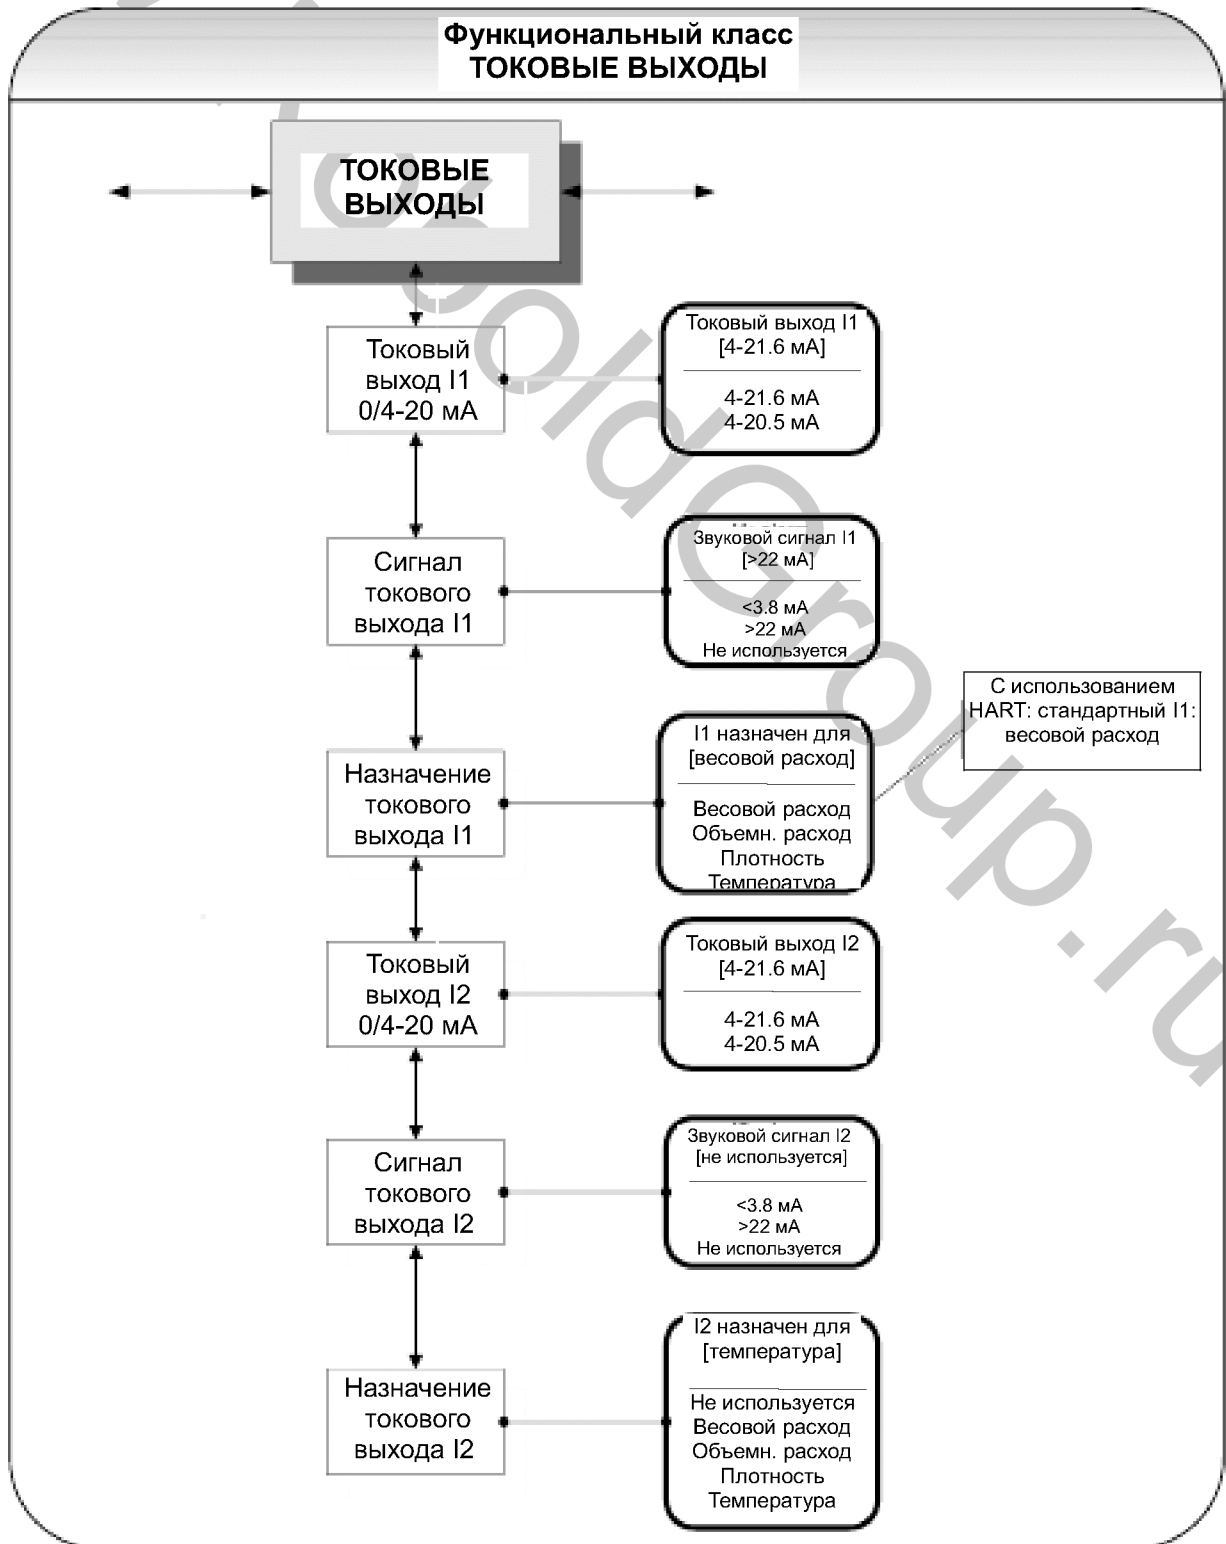 Функциональный класс
ТОКОВЫЕ ВЫХОДЫ
ТОКОВЫЕ
ВЫХОДЫ
Токовый
выход I1
0/4-20 мА
Токовый выход I1
[4-21.6 мА]
4-21.6 мА
4-20.5 мА
Сигнал
токового
выхода I1
Звуковой сигнал I1
[>22 мА]
<3.8 мА
>22 мА
Не используется
С использованием
HART: стандартный I1:
весовой расход
Назначение
токового
выхода I1
I1 назначен для
[весовой расход]
Весовой расход
Объемн. расход
Плотность
Температура
Токовый
выход I2
0/4-20 мА
Токовый выход I2
[4-21.6 мА]
4-21.6 мА
4-20.5 мА
Сигнал
токового
выхода I2
Звуковой сигнал I2
[не используется]
<3.8 мА
>22 мА
Не используется
Назначение
токового
выхода I2
I2 назначен для
[температура]
Не используется
Весовой расход
Объемн. расход
Плотность
Температура
oldGroup.ru